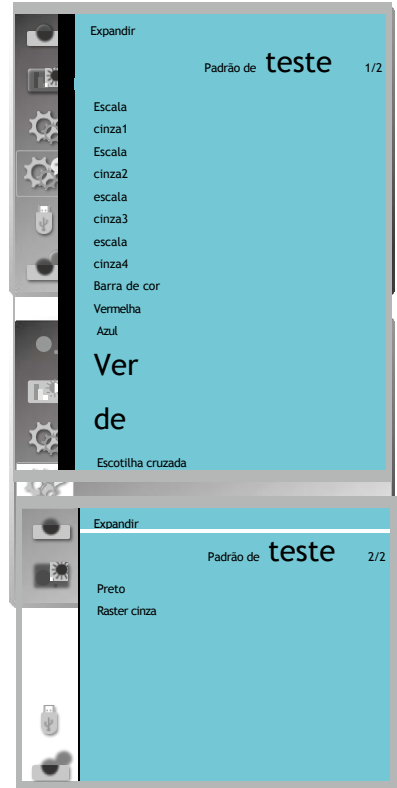 Expandir
Padrão de teste 1/2
Escala
cinza1
Escala
cinza2
escala
cinza3
escala
cinza4
Barra de cor
Vermelha
Azul
Ver
de
Escotilha cruzada
Expandir
Padrão de teste 2/2
Preto
Raster cinza